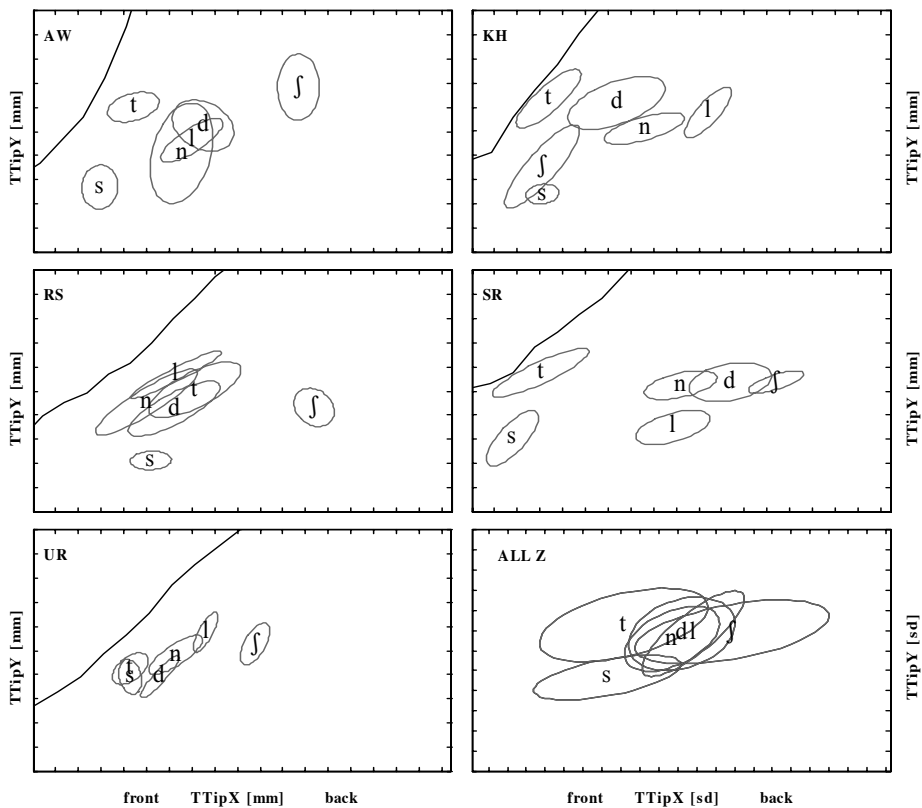 AW
TTipY [mm]
t
ʃ
d
l
n
s
KH
TTipY [mm]
t
d
n
l
ʃ
s
RS
TTipY [mm]
l
n
t
d
ʃ
s
SR
TTipY [mm]
t
n
d
ʃ
l
s
UR
TTipY [mm]
l
ʃ
n
t
s
d
ALL Z
TTipY [sd]
t
n
d
l
ʃ
s
front TTipX [mm] back
front TTipX [sd] back